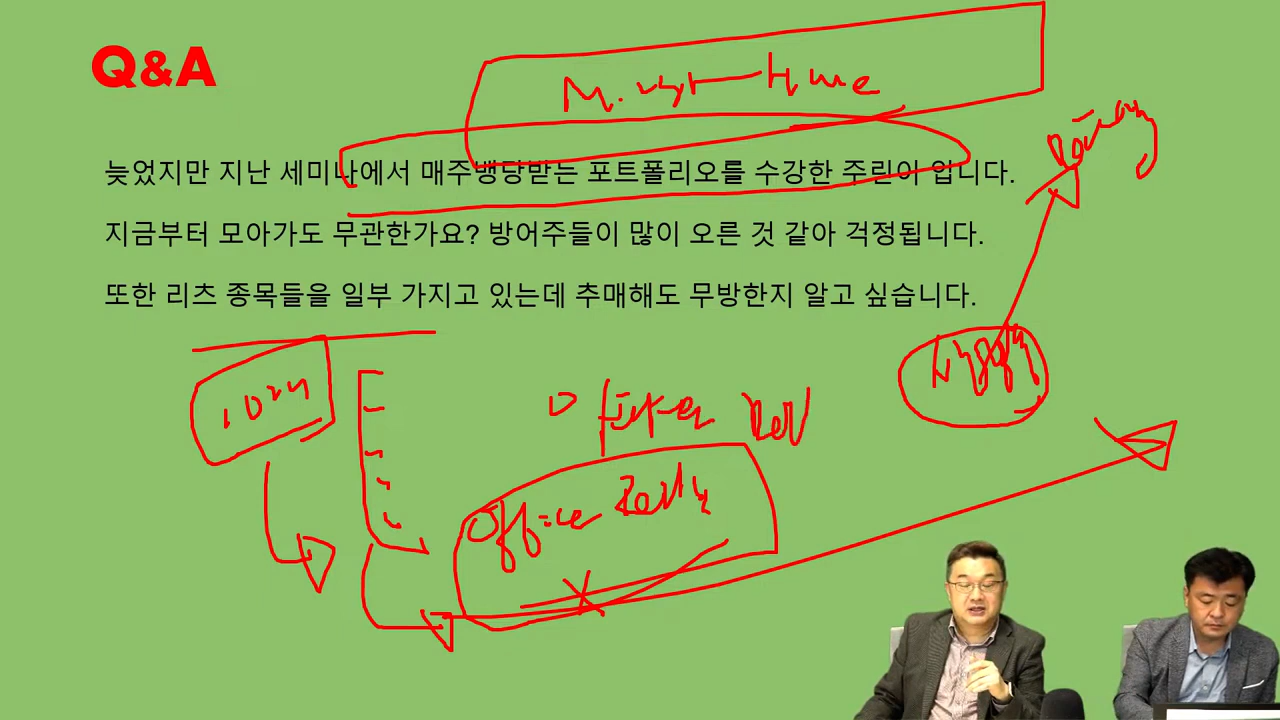 Q&A
늦었지만 지난 세미나에서 매주뱅당받는 포트폴리오를 수강한 주린이 입니다.
지금부터 모아가도 무관한가요? 방어주들이 많이 오른 것 같아 걱정됩니다.
또한 리츠 종목들을 일부 가지고 있는데 추매해도 무방한지 알고 싶습니다.
Office